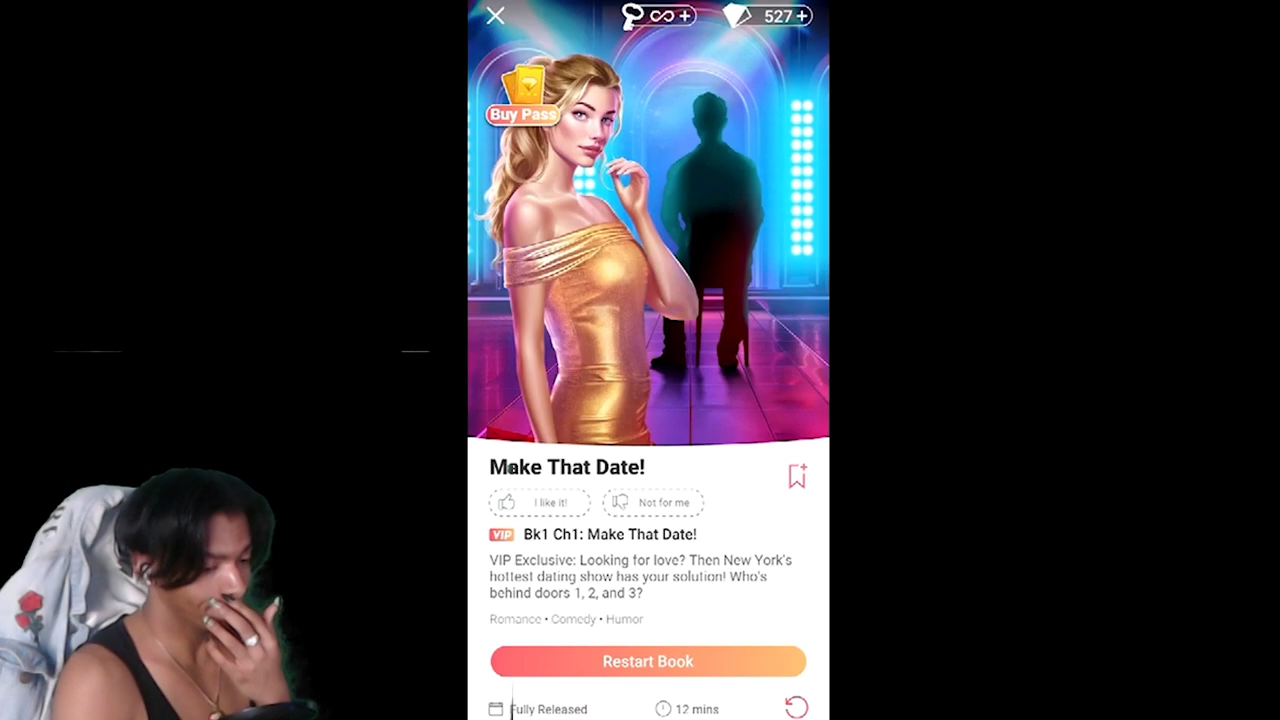 ∞ +
527 +
Buy Pass
Make That Date!
I like it!
Not for me
VIP Bk1 Ch1: Make That Date!
VIP Exclusive: Looking for love? Then New York's
hottest dating show has your solution! Who's
behind doors 1, 2, and 3?
Romance • Comedy • Humor
Restart Book
Fully Released
12 mins